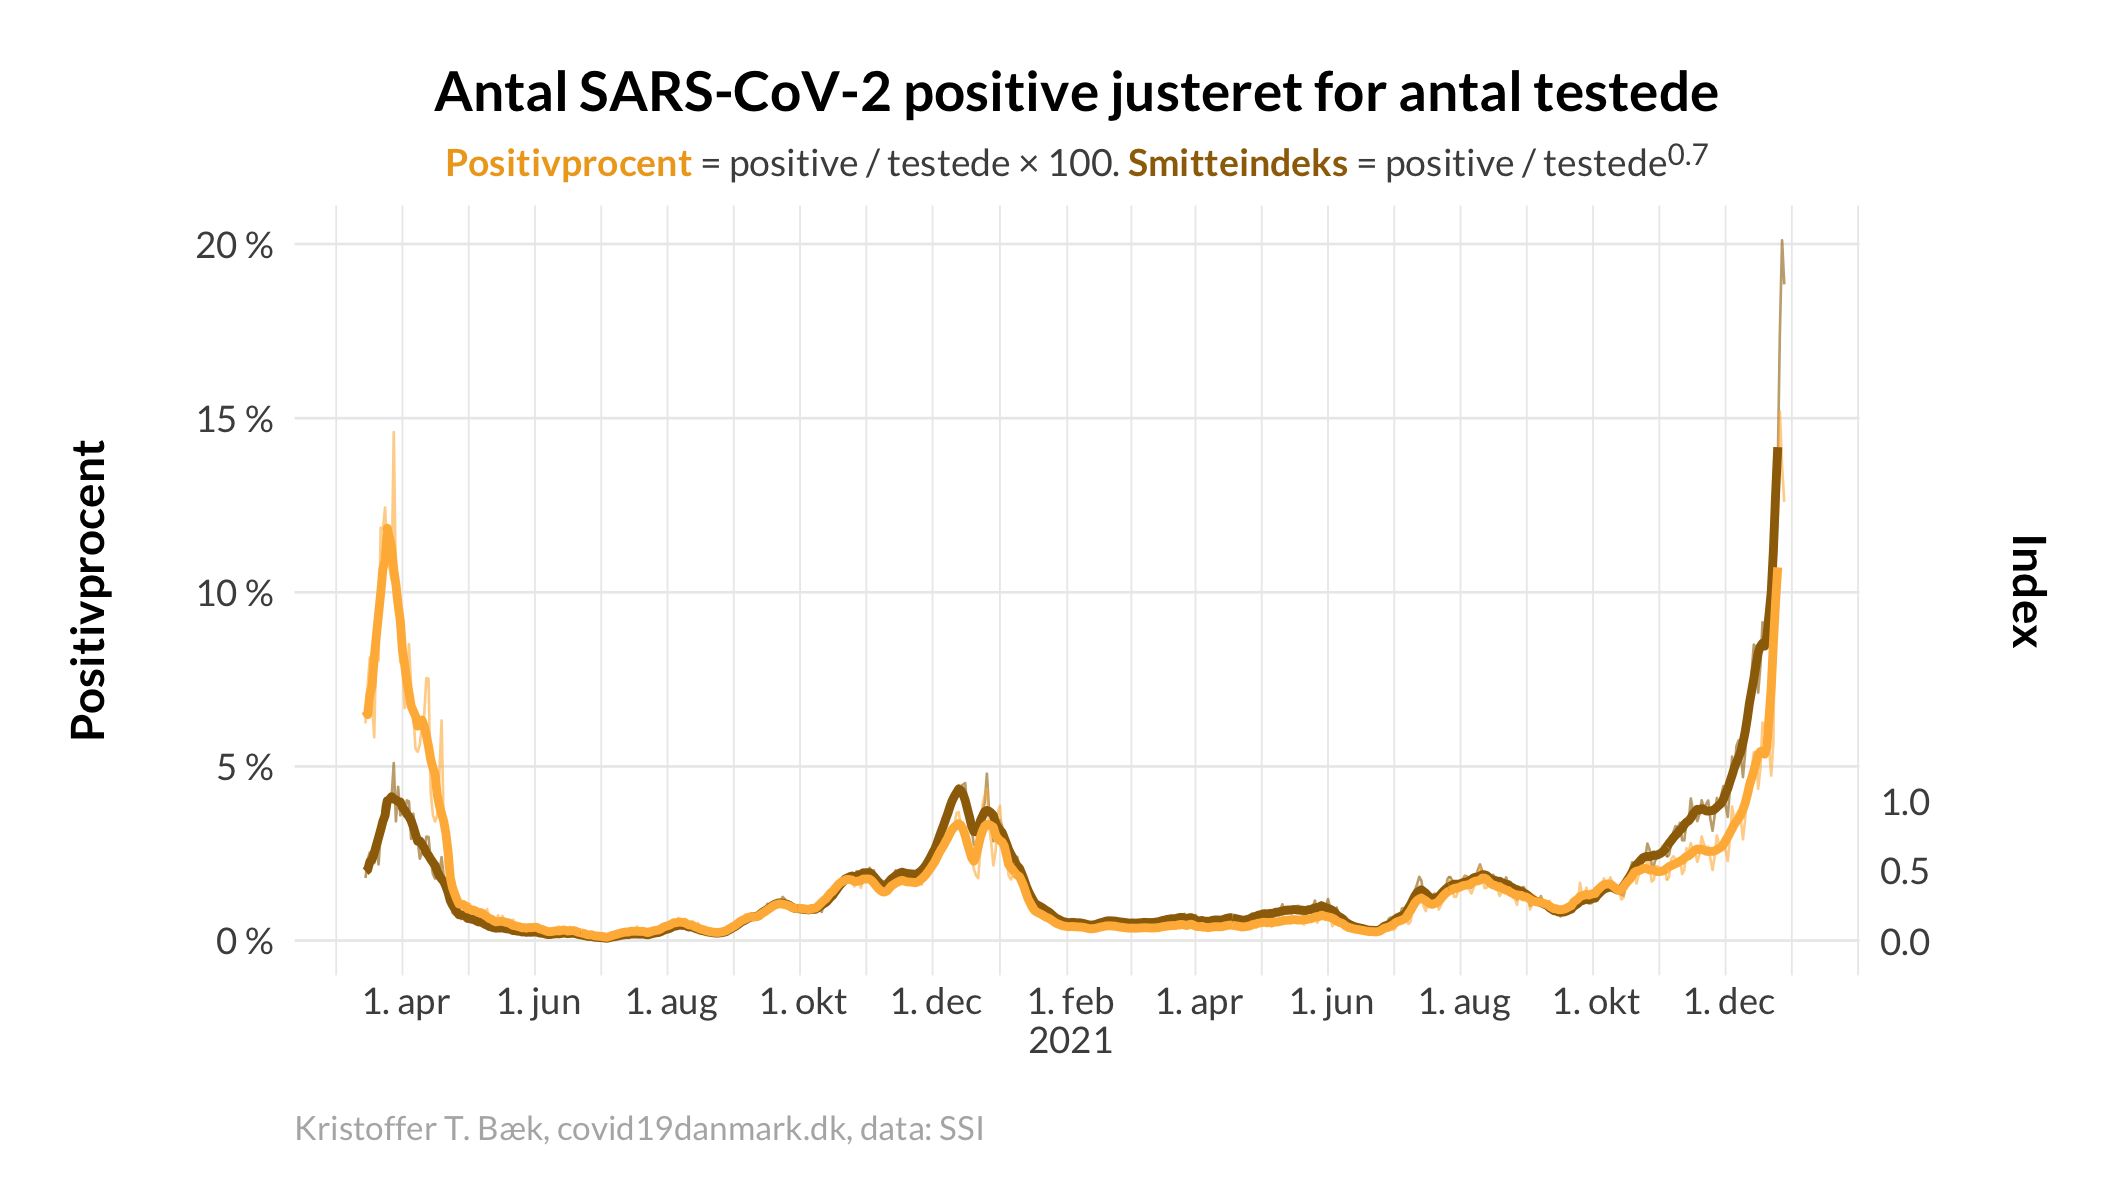 Antal SARS-CoV-2 positive justeret for antal testede
Positivprocent = positive / testede × 100. Smitteindeks = positive / testede^0.7
20 %
15 %
10 %
5 %
0 %
Positivprocent
Index
1.0
0.5
0.0
1. apr 1. jun 1. aug 1. okt 1. dec 1. feb 1. apr 1. jun 1. aug 1. okt 1. dec
2021
Kristoffer T. Bæk, covid19danmark.dk, data: SSI